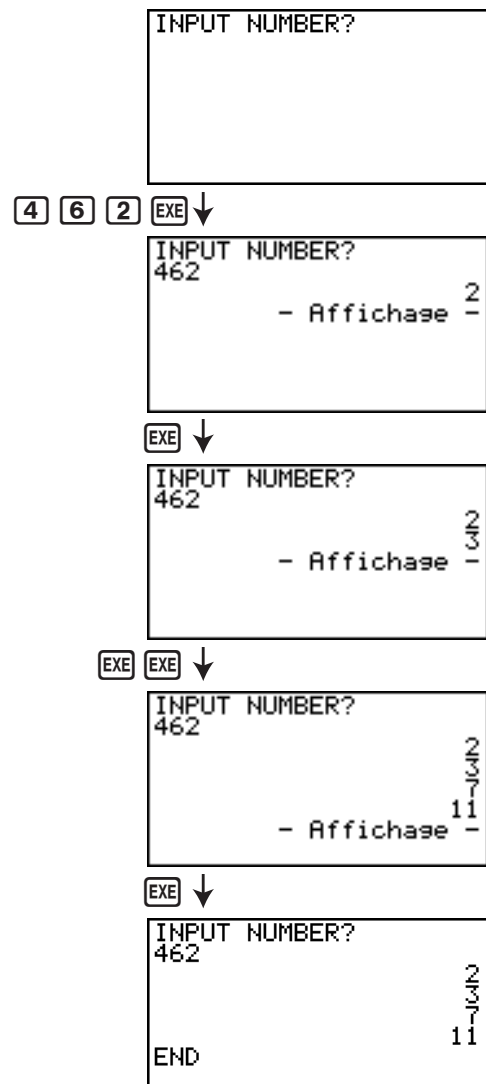 INPUT NUMBER?
4 6 2 EXE
INPUT NUMBER?
462
2
- Affichage -
EXE
INPUT NUMBER?
462
2
3
- Affichage -
EXE EXE
INPUT NUMBER?
462
2
3
7
11
- Affichage -
EXE
INPUT NUMBER?
462
2
3
7
11
END